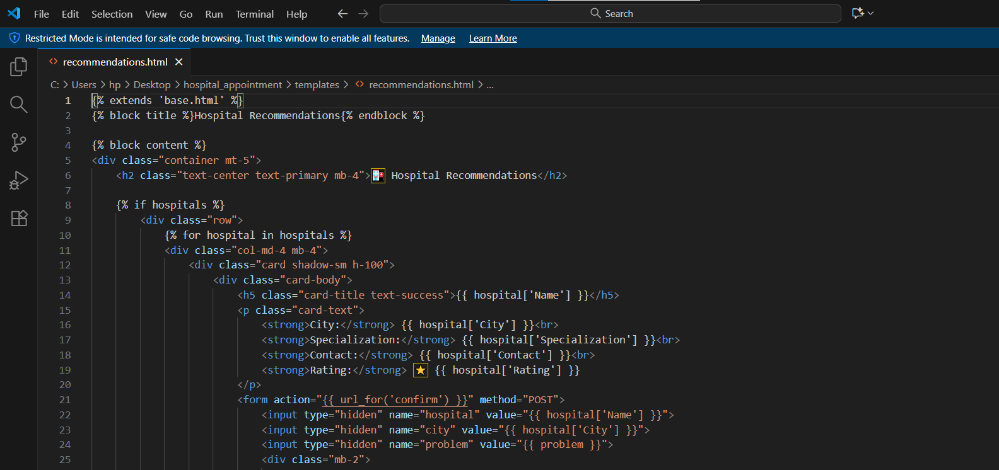 File Edit Selection View Go Run Terminal Help Search
Restricted Mode is intended for safe code browsing. Trust this window to enable all features. Manage Learn More
recommendations.html
C: > Users > hp > Desktop > hospital_appointment > templates > <> recommendations.html > ...
1 {% extends 'base.html' %}
2 {% block title %}Hospital Recommendations{% endblock %}
3
4 {% block content %}
5 <div class="container mt-5">
6 <h2 class="text-center text-primary mb-4">🏥 Hospital Recommendations</h2>
7
8 {% if hospitals %}
9 <div class="row">
10 {% for hospital in hospitals %}
11 <div class="col-md-4 mb-4">
12 <div class="card shadow-sm h-100">
13 <div class="card-body">
14 <h5 class="card-title text-success">{{ hospital['Name'] }}</h5>
15 <p class="card-text">
16 <strong>City:</strong> {{ hospital['City'] }}<br>
17 <strong>Specialization:</strong> {{ hospital['Specialization'] }}<br>
18 <strong>Contact:</strong> {{ hospital['Contact'] }}<br>
19 <strong>Rating:</strong> ⭐ {{ hospital['Rating'] }}
20 </p>
21 <form action="{{ url_for('confirm') }}" method="POST">
22 <input type="hidden" name="hospital" value="{{ hospital['Name'] }}">
23 <input type="hidden" name="city" value="{{ hospital['City'] }}">
24 <input type="hidden" name="problem" value="{{ problem }}">
25 <div class="mb-2">